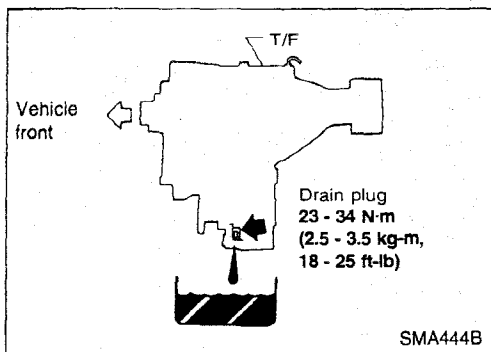 T/F
Vehicle
front
Drain plug
23 - 34 N·m
(2.5 - 3.5 kg-m,
18 - 25 ft-lb)
SMA444B